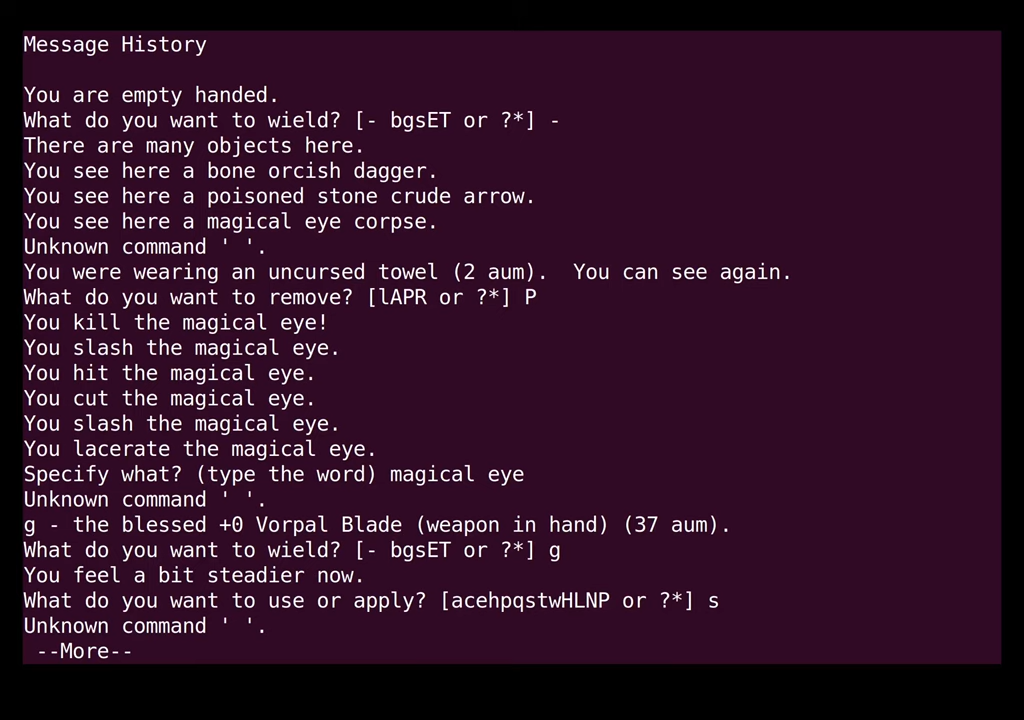 Message History
You are empty handed.
What do you want to wield? [- bgsET or ?*] -
There are many objects here.
You see here a bone orcish dagger.
You see here a poisoned stone crude arrow.
You see here a magical eye corpse.
Unknown command ' '.
You were wearing an uncursed towel (2 aum).  You can see again.
What do you want to remove? [lAPR or ?*] P
You kill the magical eye!
You slash the magical eye.
You hit the magical eye.
You cut the magical eye.
You slash the magical eye.
You lacerate the magical eye.
Specify what? (type the word) magical eye
Unknown command ' '.
g - the blessed +0 Vorpal Blade (weapon in hand) (37 aum).
What do you want to wield? [- bgsET or ?*] g
You feel a bit steadier now.
What do you want to use or apply? [acehpqstwHLNP or ?*] s
Unknown command ' '.
--More--